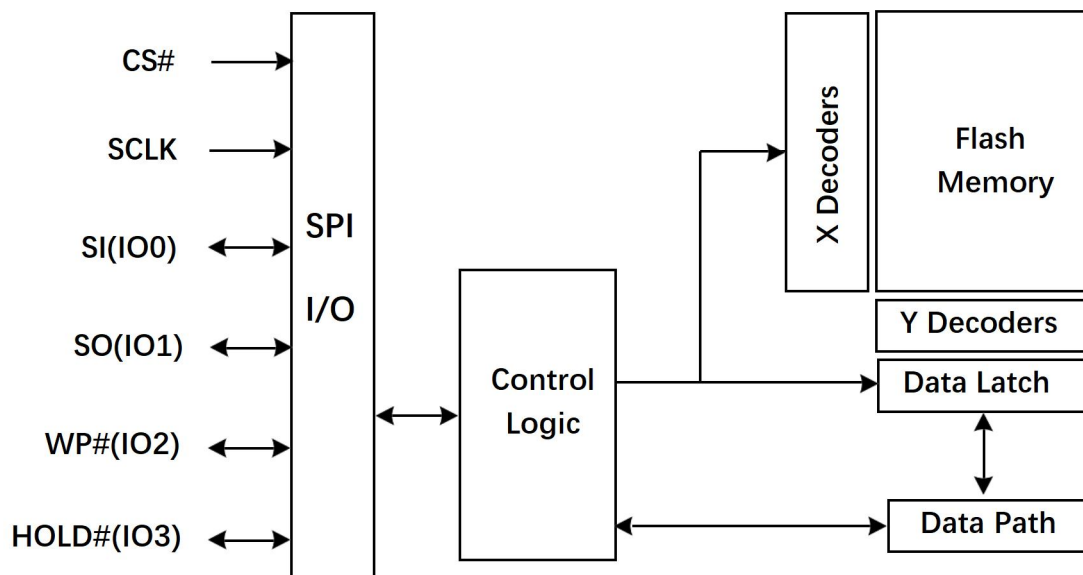 CS#
SCLK
SI(IO0)
SO(IO1)
WP#(IO2)
HOLD#(IO3)
SPI
I/O
Control
Logic
X Decoders
Flash
Memory
Y Decoders
Data Latch
Data Path